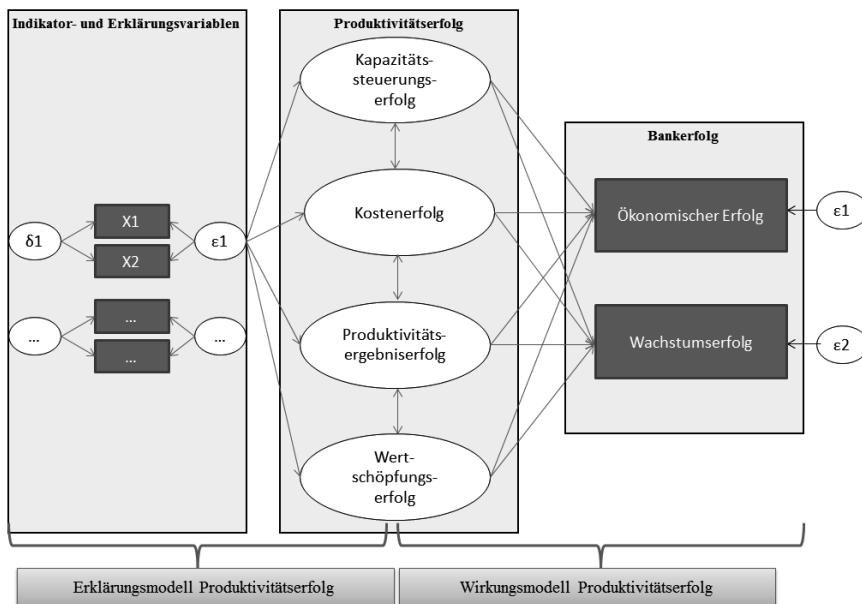 Indikator- und Erklärungsvariablen
δ1
X1
X2
ε1
...
...
...
...
Produktivitätserfolg
Kapazitäts-
steuerungs-
erfolg
Kostenerfolg
Produktivitäts-
ergebniserfolg
Wert-
schöpfungs-
erfolg
Bankerfolg
Ökonomischer Erfolg
ε1
Wachstumserfolg
ε2
Erklärungsmodell Produktivitätserfolg
Wirkungsmodell Produktivitätserfolg